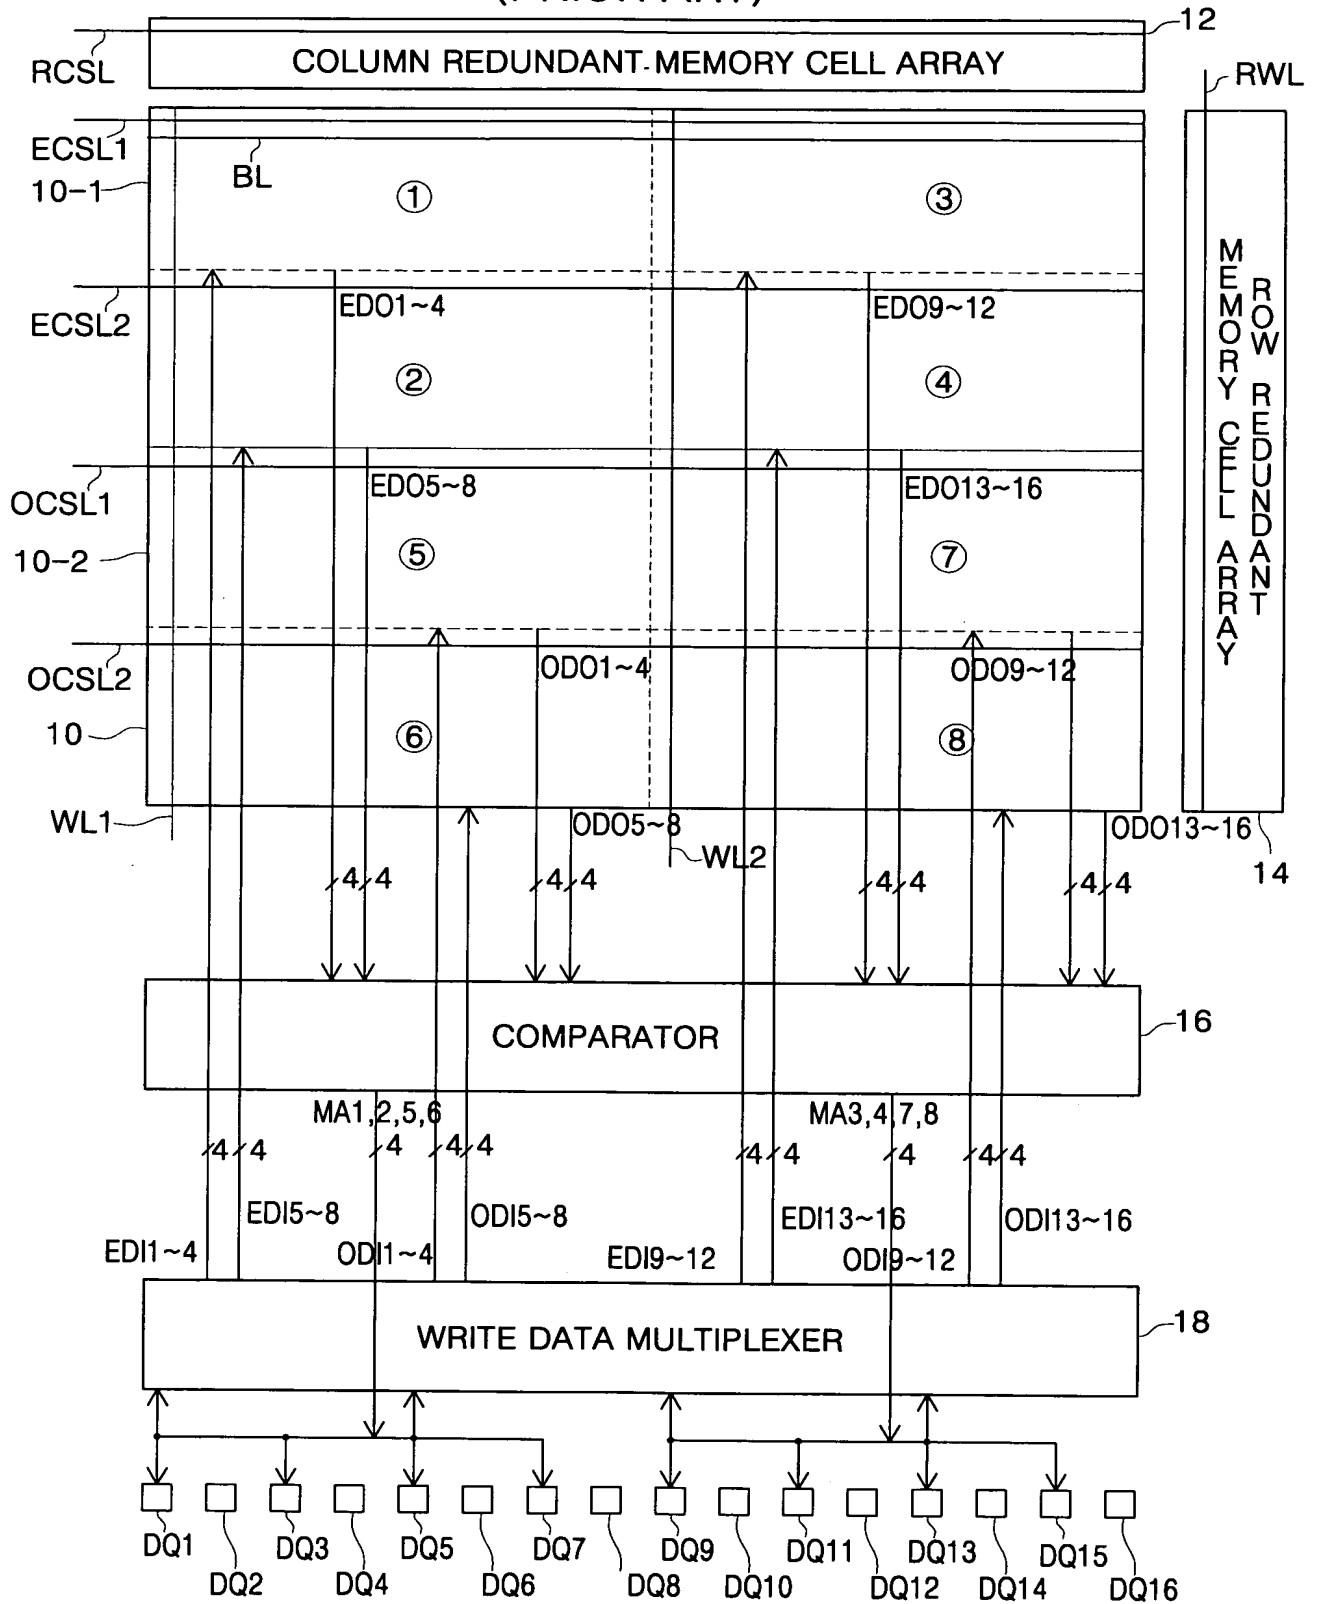 (PRIOR ART)
12
RCSL
COLUMN REDUNDANT-MEMORY CELL ARRAY
RWL
ECSL1
BL
10-1
①
③
ECSL2
EDO1~4
EDO9~12
②
④
ROW REDUNDANT
MEMORY CELL ARRAY
OCSL1
EDO5~8
EDO13~16
10-2
⑤
⑦
OCSL2
ODO1~4
ODO9~12
10
⑥
⑧
WL1
ODO5~8
WL2
ODO13~16
14
4 4 4 4 4 4 4 4
COMPARATOR
16
MA1,2,5,6
MA3,4,7,8
4 4 4 4 4 4 4 4 4 4
EDI5~8
ODI5~8
EDI13~16
ODI13~16
EDI1~4
ODI1~4
EDI9~12
ODI9~12
WRITE DATA MULTIPLEXER
18
DQ1 DQ3 DQ5 DQ7 DQ9 DQ11 DQ13 DQ15
DQ2 DQ4 DQ6 DQ8 DQ10 DQ12 DQ14 DQ16